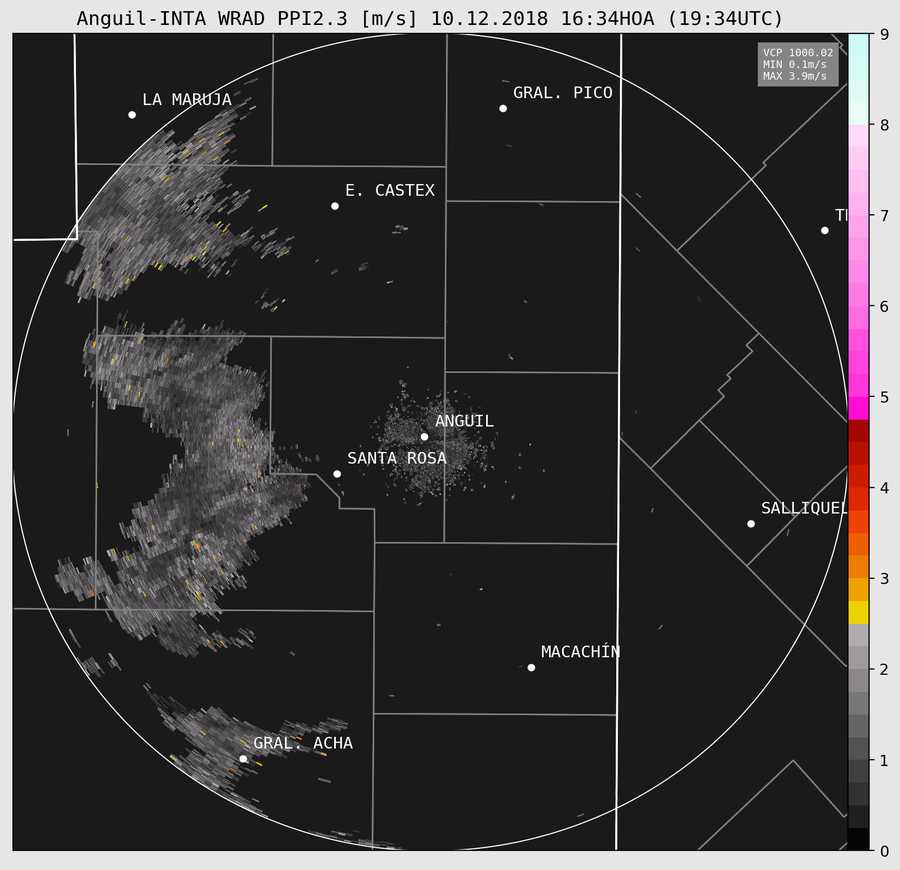 Anguil-INTA WRAD PPI2.3 [m/s] 10.12.2018 16:34HOA (19:34UTC)
VCP 1000.02
MIN 0.1m/s
MAX 3.9m/s
LA MARUJA
GRAL. PICO
E. CASTEX
ANGUIL
SANTA ROSA
SALLIQUEL
MACACHÍN
GRAL. ACHA
9
8
7
6
5
4
3
2
1
0